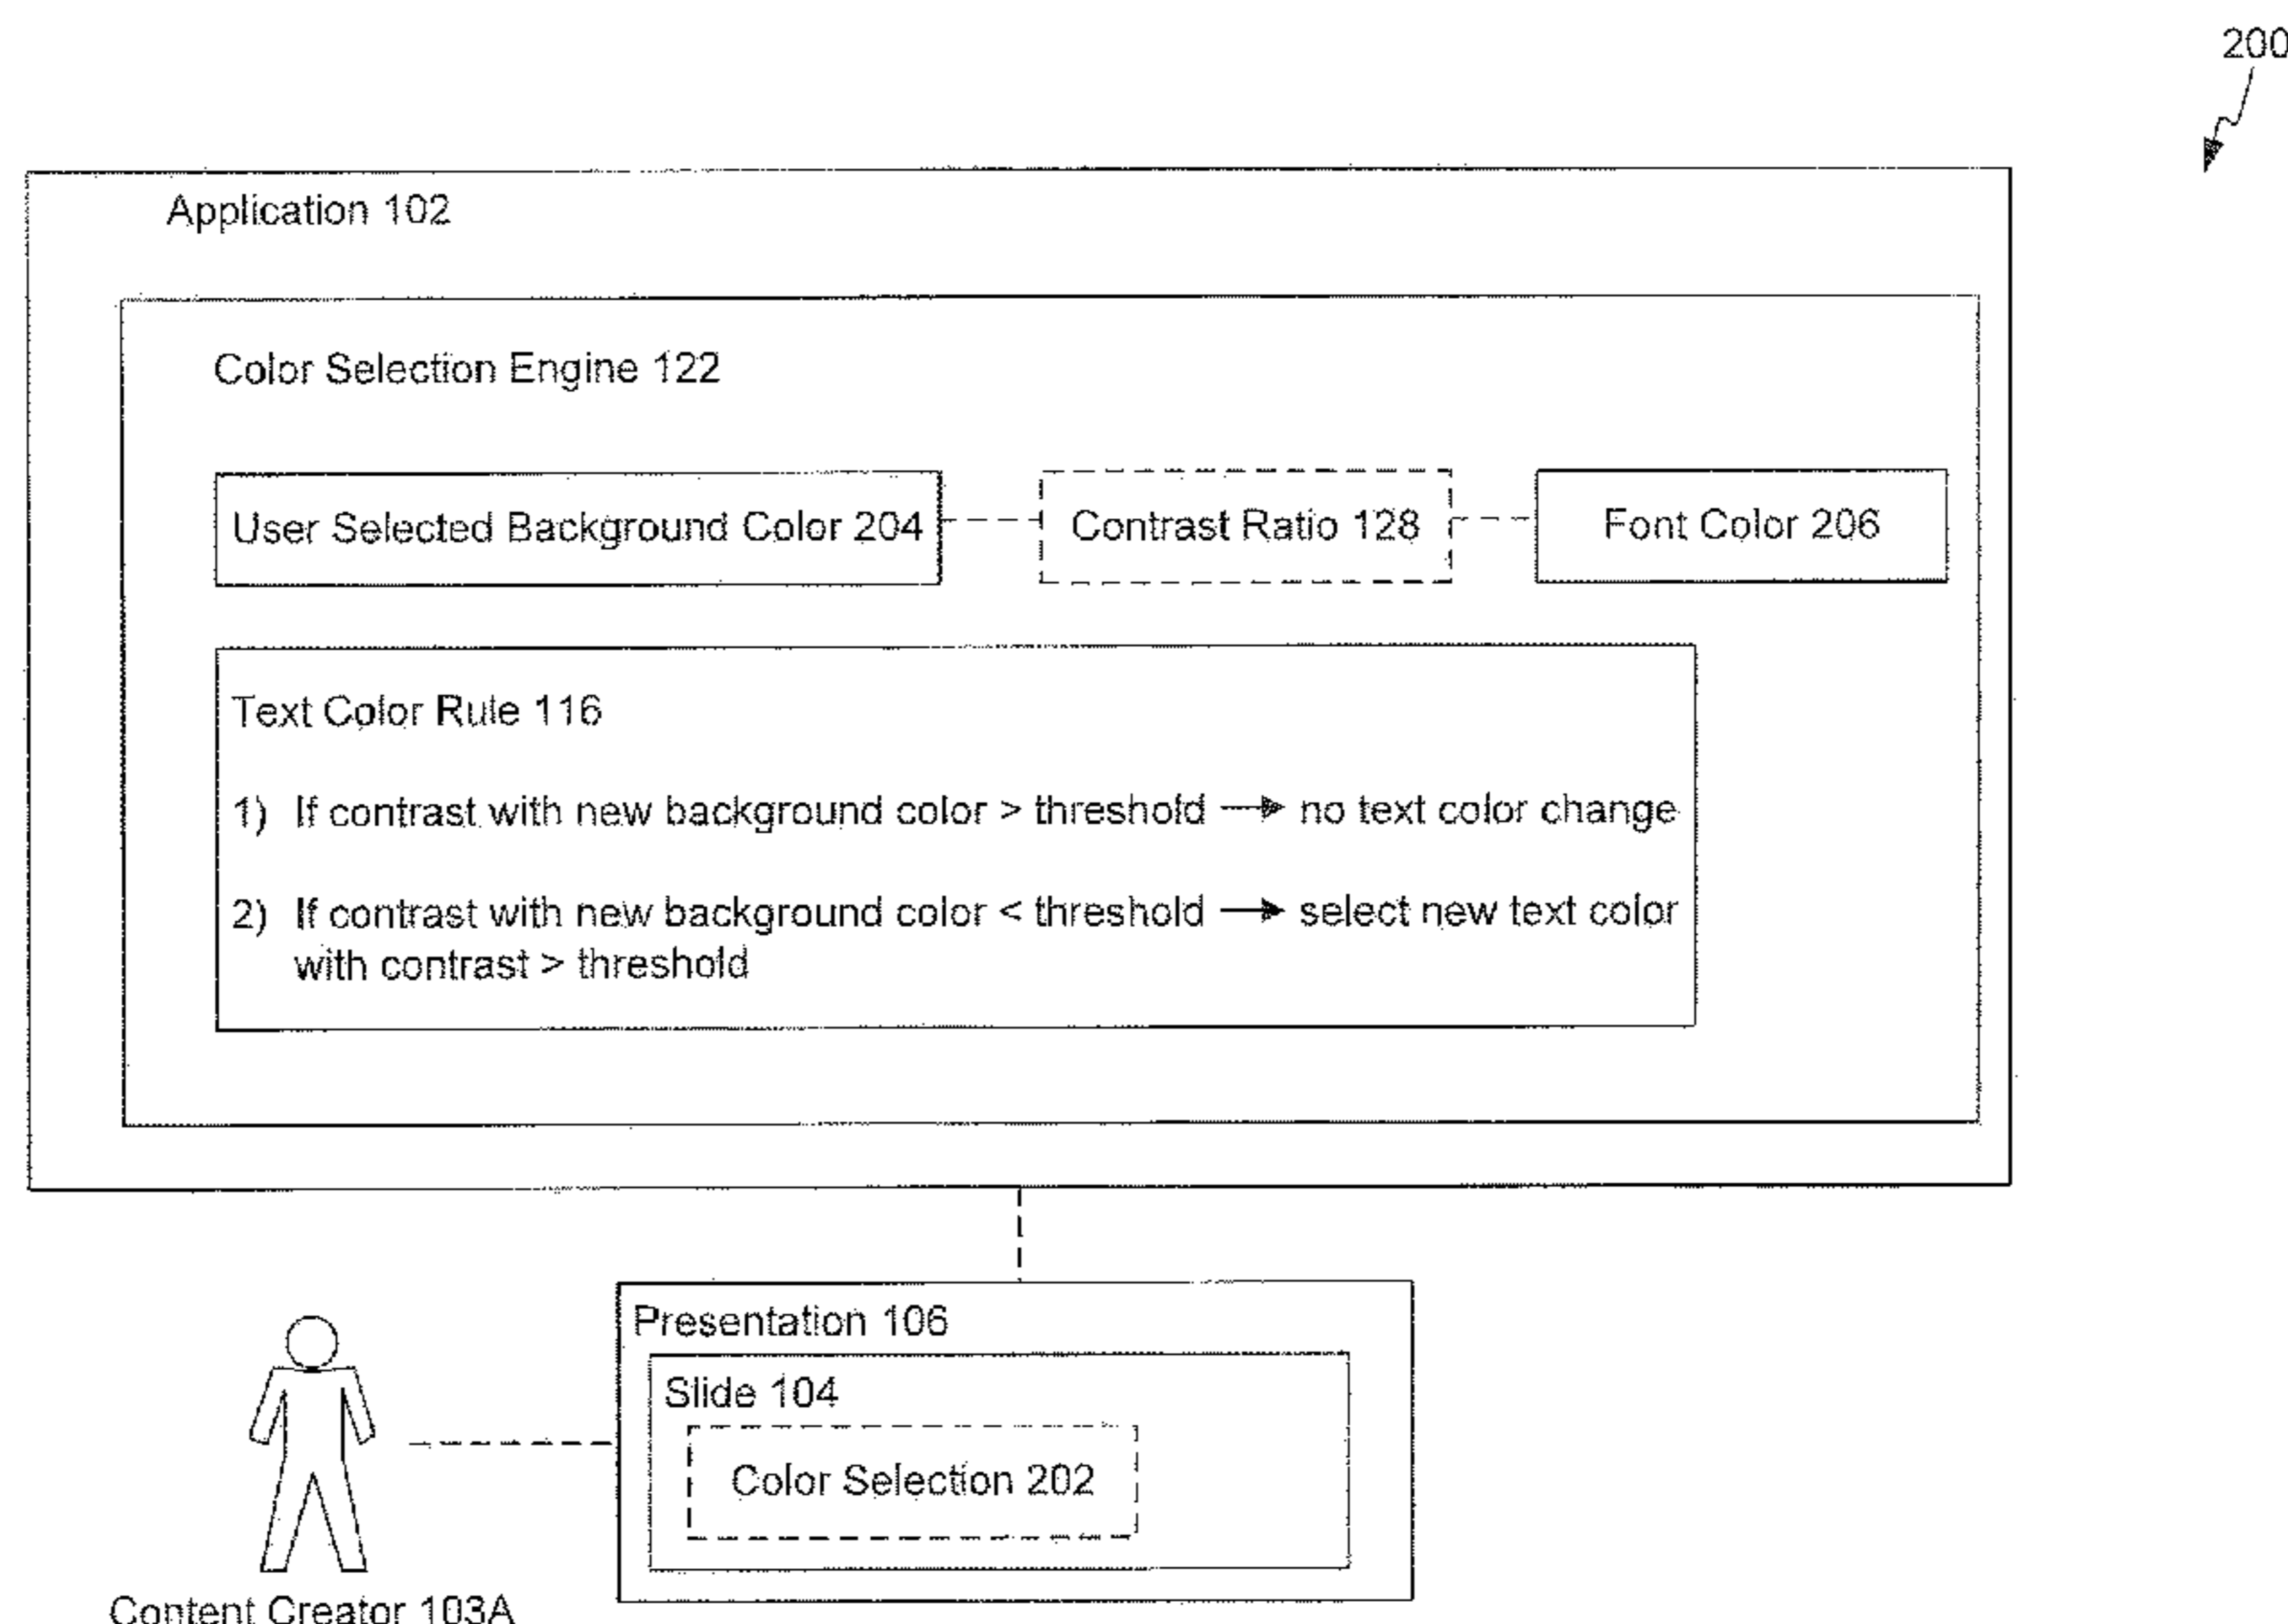 200
Application 102
Color Selection Engine 122
User Selected Background Color 204
Contrast Ratio 128
Font Color 206
Text Color Rule 116
1) If contrast with new background color > threshold → no text color change
2) If contrast with new background color < threshold → select new text color
with contrast > threshold
Presentation 106
Slide 104
Color Selection 202
Content Creator 103A